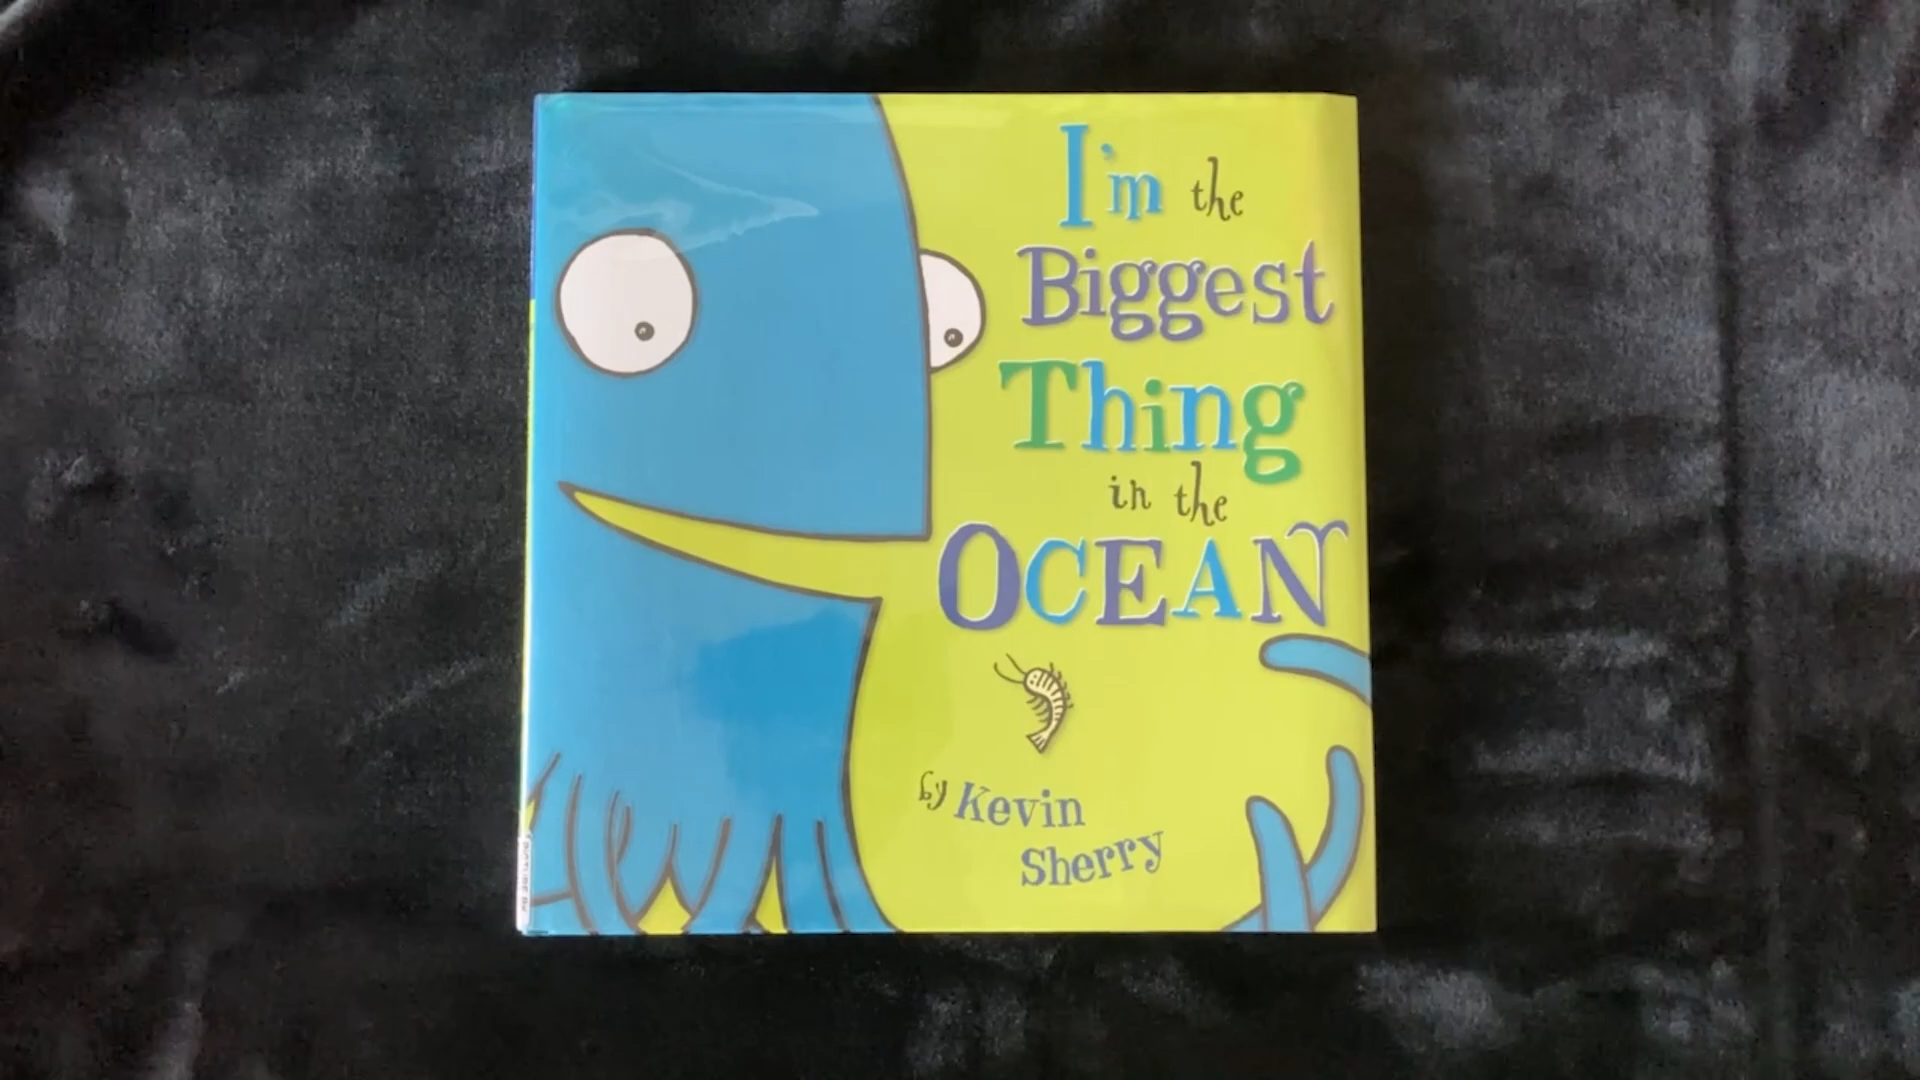 I'm the
Biggest
Thing
in the
OCEAN
by Kevin
Sherry